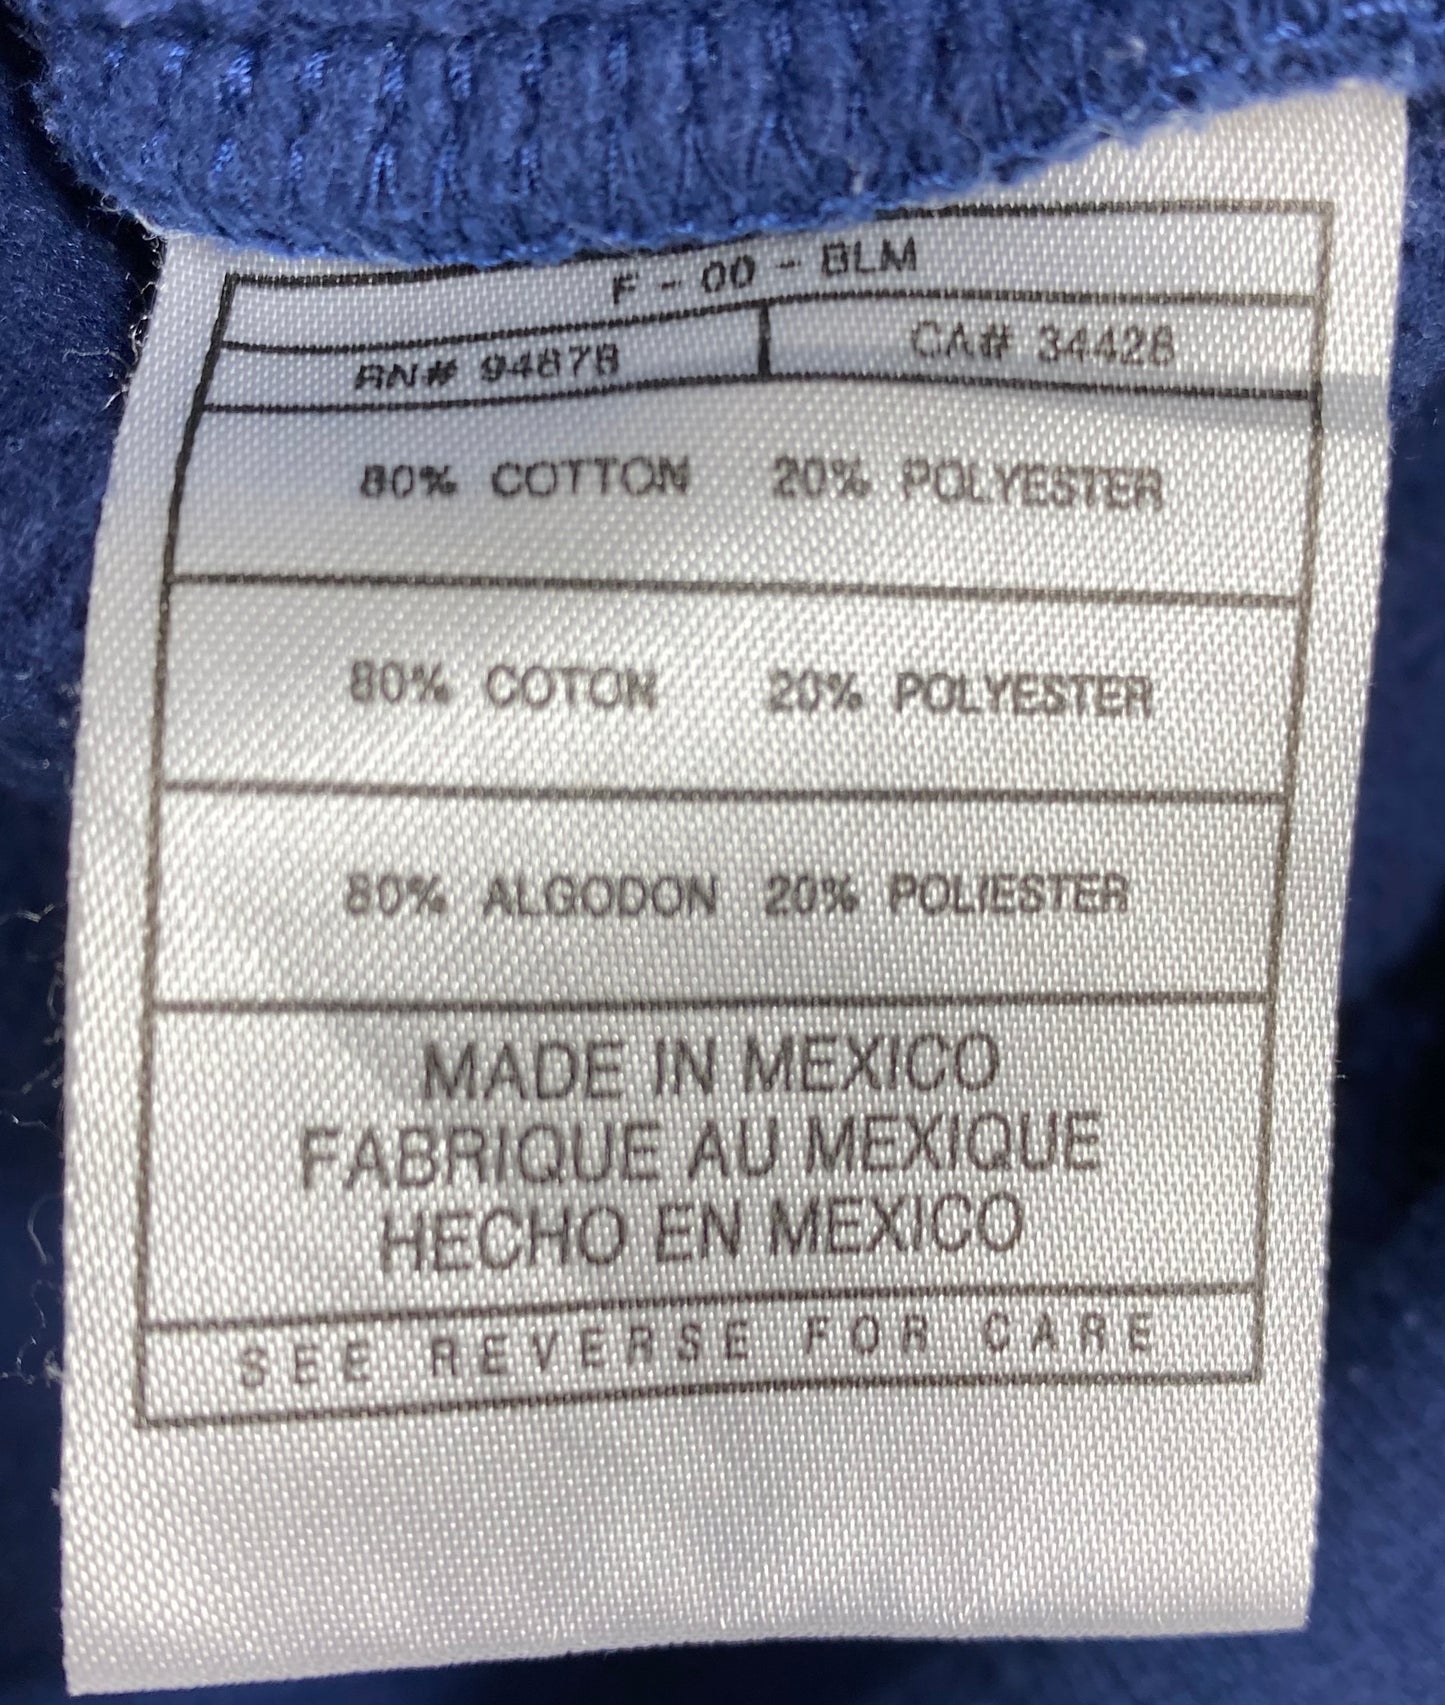 F - 00 - BLM
RN# 94878 CA# 34428
80% COTTON 20% POLYESTER
80% COTON 20% POLYESTER
80% ALGODON 20% POLIESTER
MADE IN MEXICO
FABRIQUE AU MEXIQUE
HECHO EN MEXICO
SEE REVERSE FOR CARE